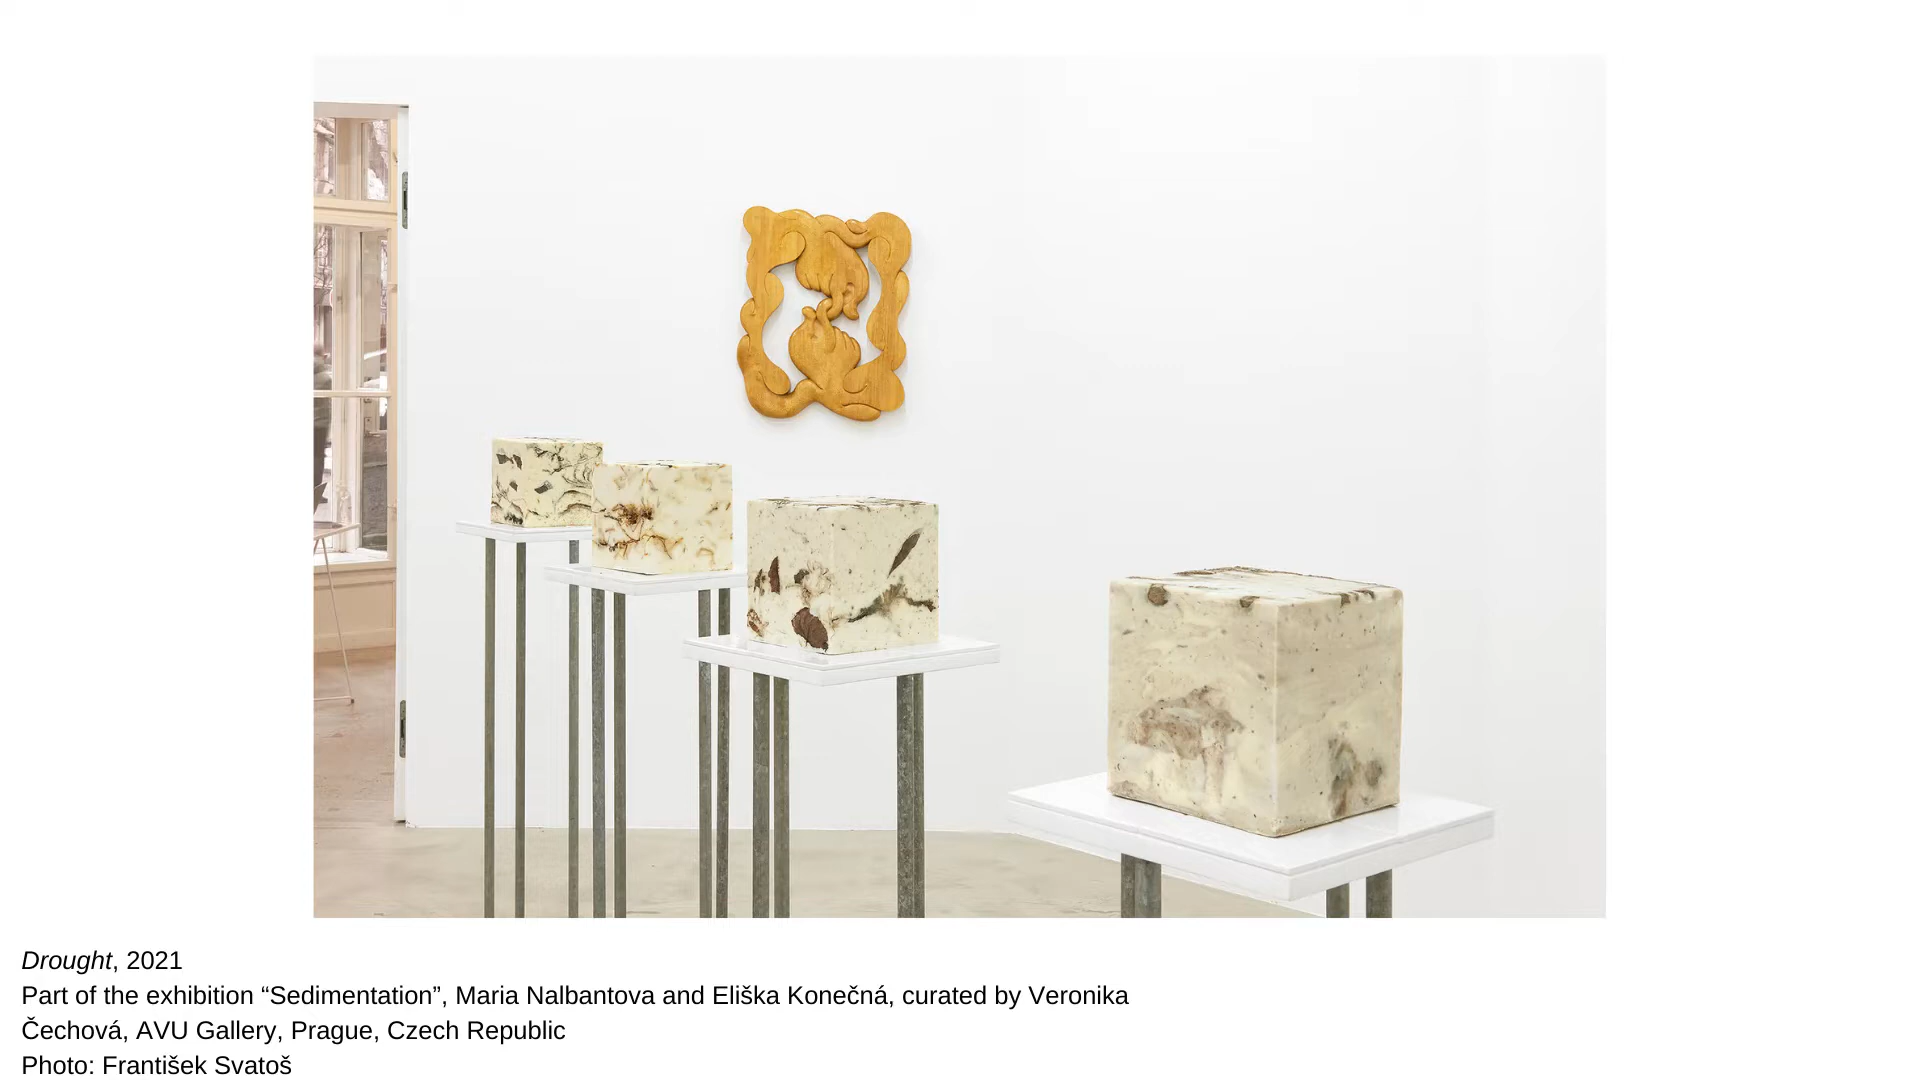 Drought, 2021
Part of the exhibition “Sedimentation”, Maria Nalbantova and Eliška Konečná, curated by Veronika
Čechová, AVU Gallery, Prague, Czech Republic
Photo: František Svatoš